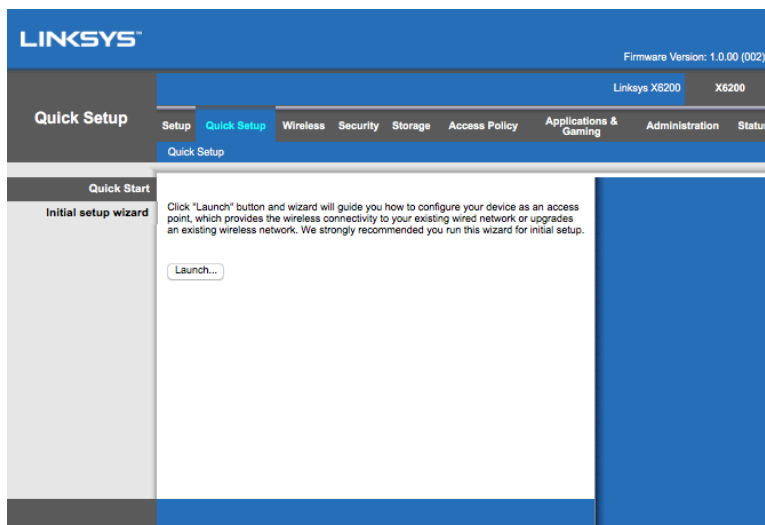 LINKSYS
Firmware Version: 1.0.00 (002)
Linksys X6200 X6200
Quick Setup
Setup Quick Setup Wireless Security Storage Access Policy Applications & Gaming Administration Statu
Quick Setup
Quick Start
Initial setup wizard
Click "Launch" button and wizard will guide you how to configure your device as an access
point, which provides the wireless connectivity to your existing wired network or upgrades
an existing wireless network. We strongly recommended you run this wizard for initial setup.
Launch...